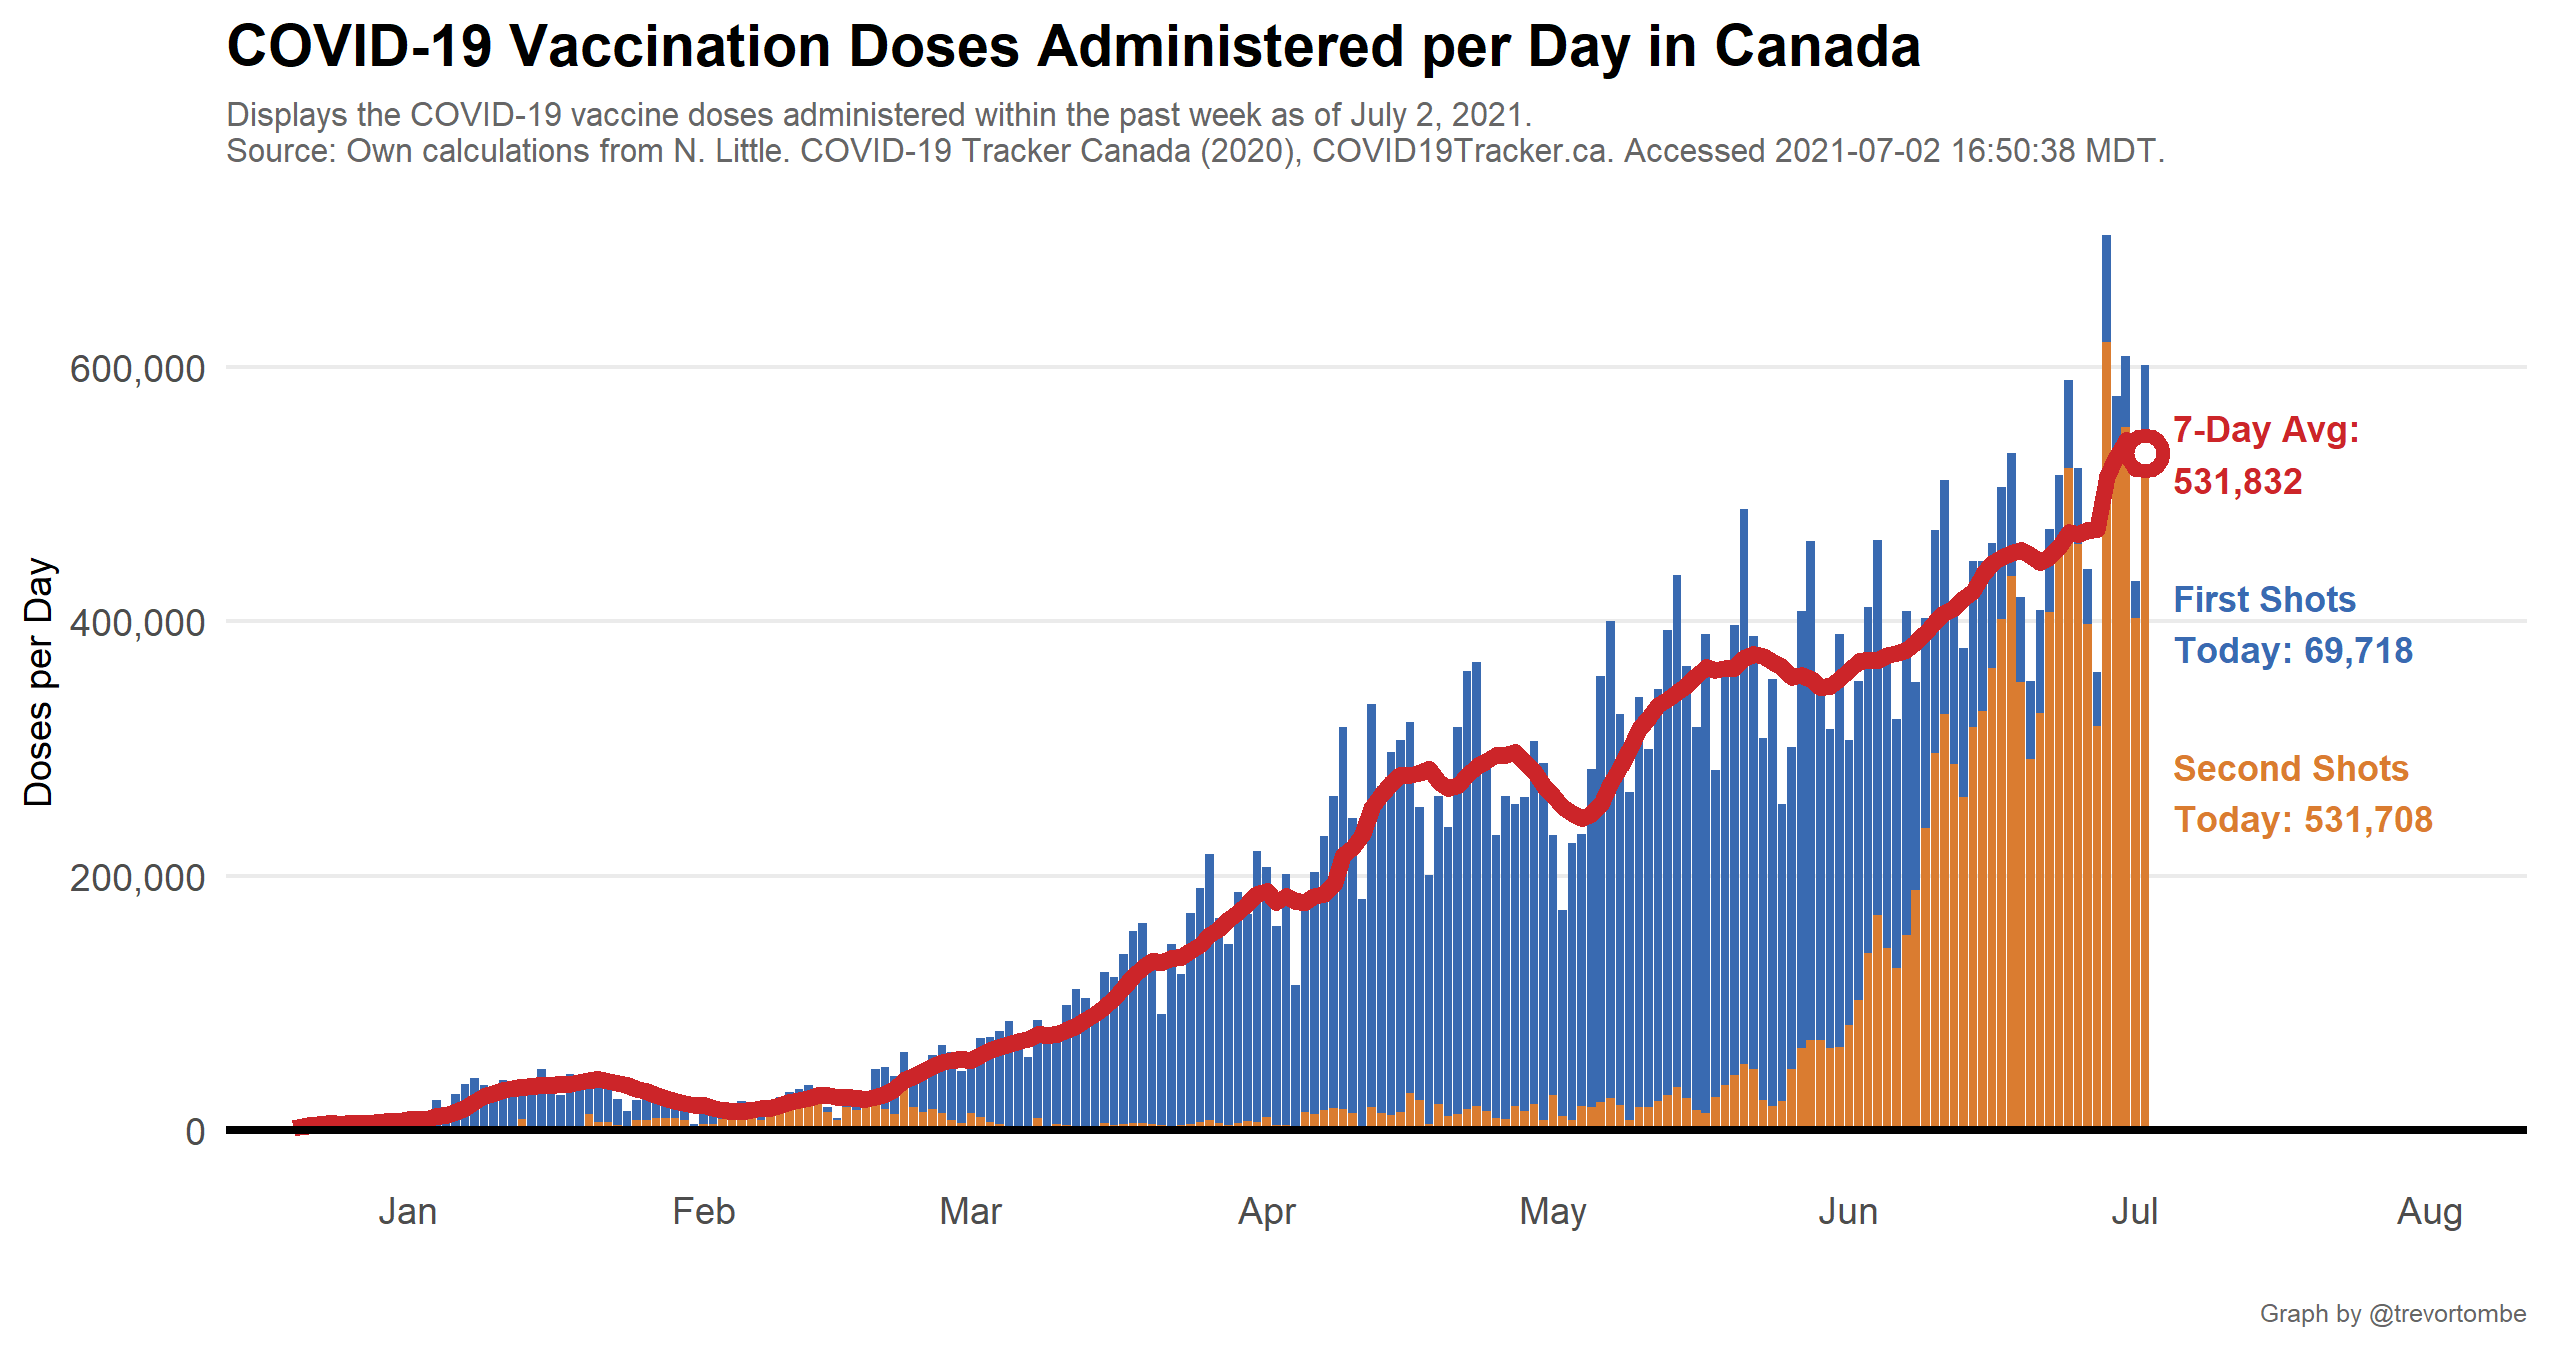 COVID-19 Vaccination Doses Administered per Day in Canada
Displays the COVID-19 vaccine doses administered within the past week as of July 2, 2021.
Source: Own calculations from N. Little. COVID-19 Tracker Canada (2020), COVID19Tracker.ca. Accessed 2021-07-02 16:50:38 MDT.
Doses per Day
600,000
400,000
200,000
0
7-Day Avg:
531,832
First Shots
Today: 69,718
Second Shots
Today: 531,708
Jan
Feb
Mar
Apr
May
Jun
Jul
Aug
Graph by @trevortombe